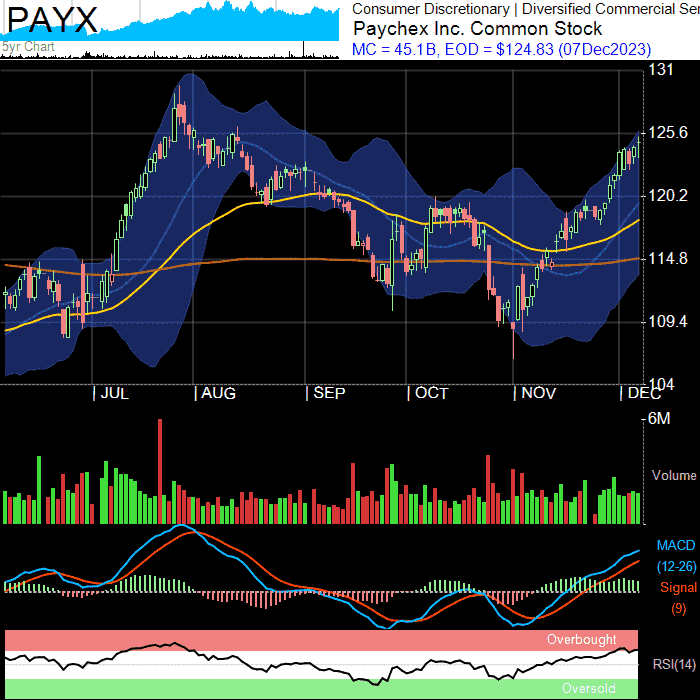 PAYX
5yr Chart
Consumer Discretionary | Diversified Commercial Ser
Paychex Inc. Common Stock
MC = 45.1B, EOD = $124.83 (07Dec2023)
131
125.6
120.2
114.8
109.4
104
| JUL
| AUG
| SEP
| OCT
| NOV
| DEC
6M
Volume
MACD
(12-26)
Signal
(9)
Overbought
RSI(14)
Oversold